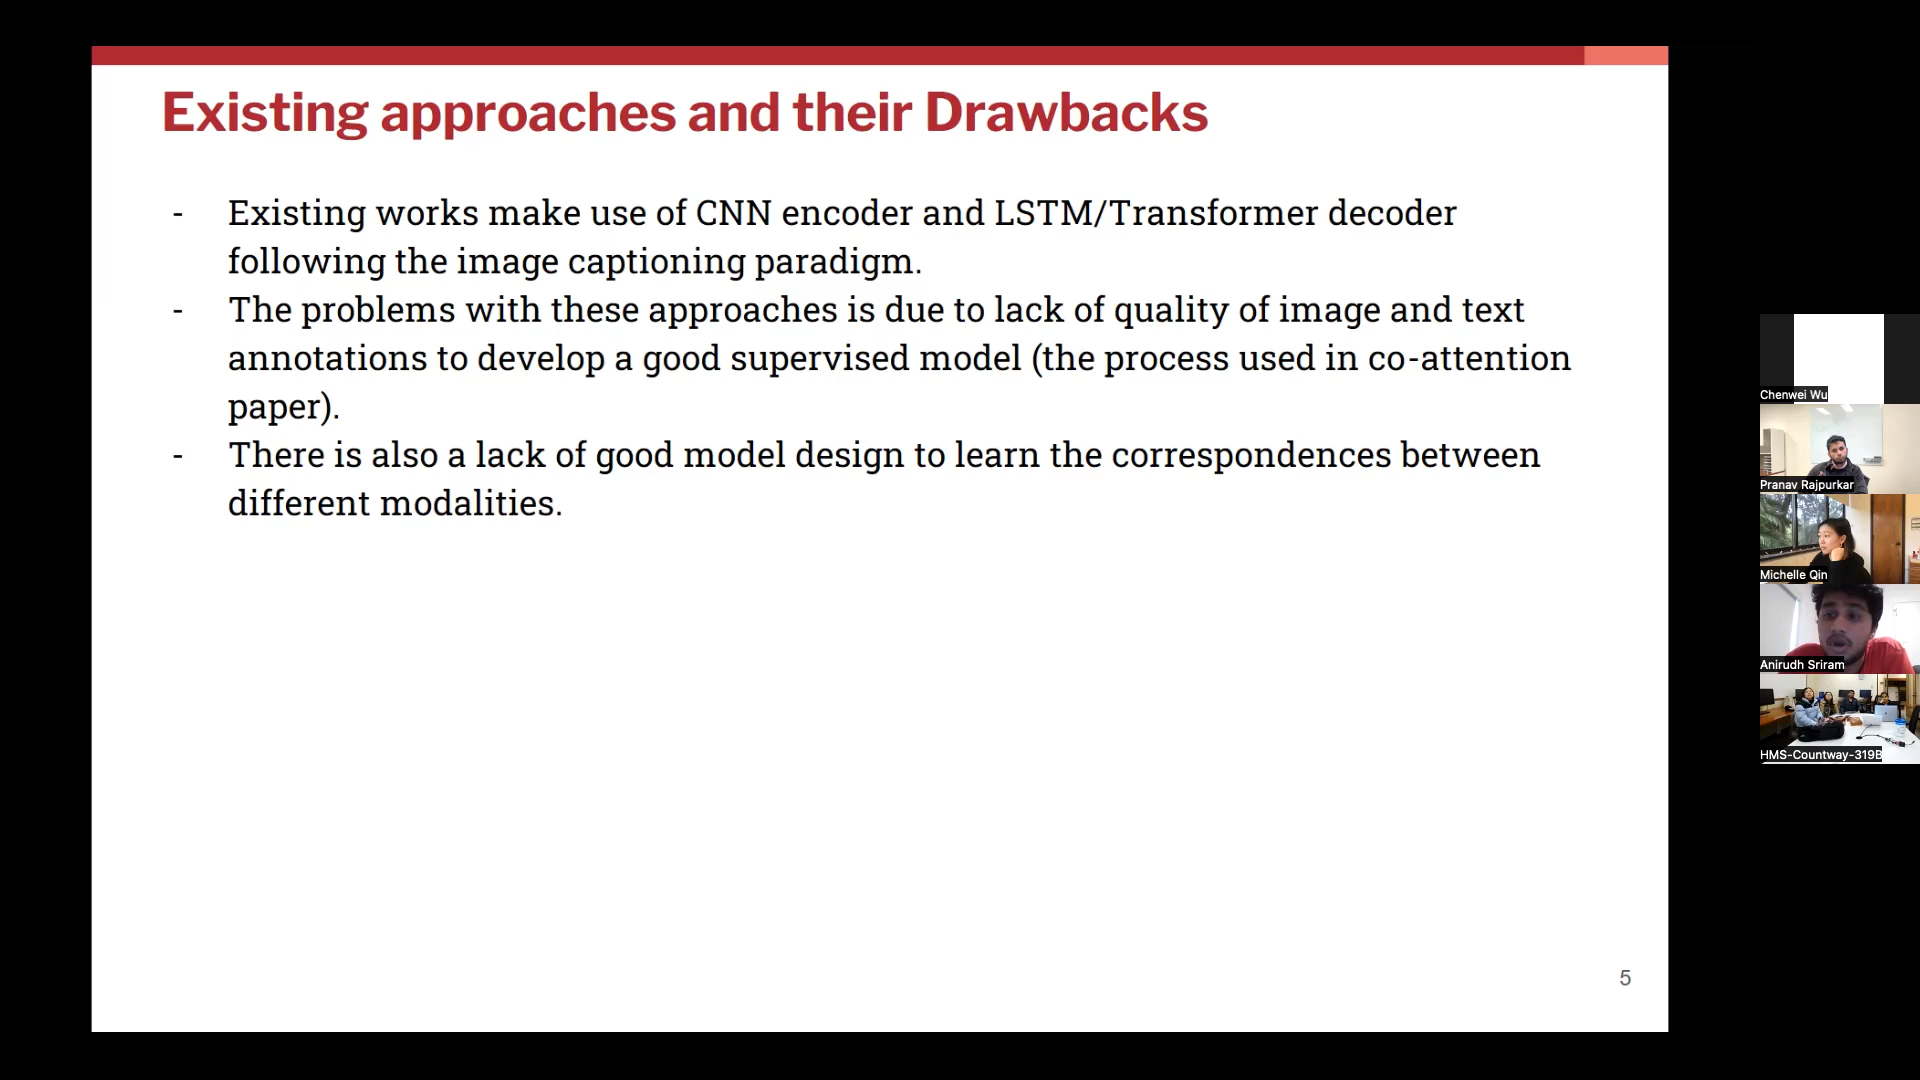 Existing approaches and their Drawbacks
- Existing works make use of CNN encoder and LSTM/Transformer decoder
following the image captioning paradigm.
- The problems with these approaches is due to lack of quality of image and text
annotations to develop a good supervised model (the process used in co-attention
paper).
- There is also a lack of good model design to learn the correspondences between
different modalities.
5
Chenwei Wu
Pranav Rajpurkar
Michelle Qin
Anirudh Sriram
HMS-Countway-319B